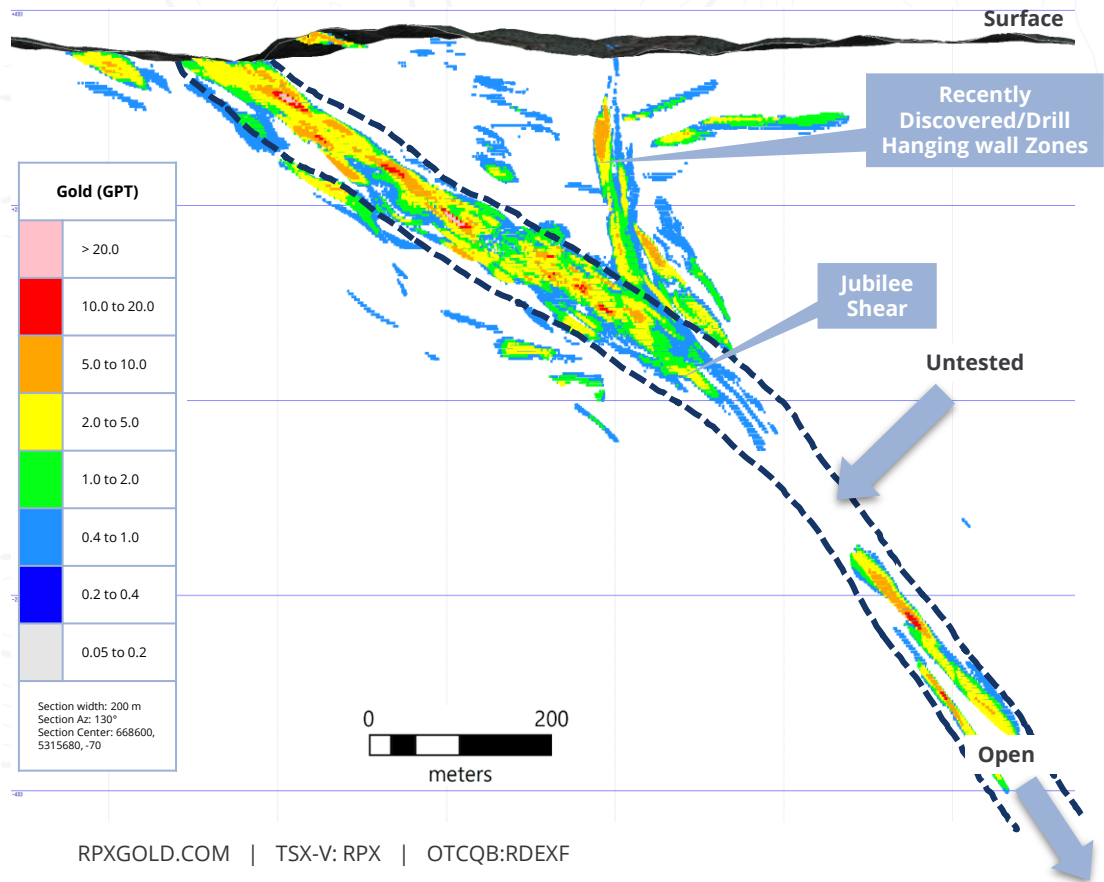 Surface
Recently
Discovered/Drill
Hanging wall Zones
Gold (GPT)
> 20.0
10.0 to 20.0
5.0 to 10.0
2.0 to 5.0
1.0 to 2.0
0.4 to 1.0
0.2 to 0.4
0.05 to 0.2
Section width: 200 m
Section Az: 130°
Section Center: 668600,
5315680, -70
Jubilee
Shear
Untested
0 200
meters
Open
RPXGOLD.COM | TSX-V: RPX | OTCQB:RDEXF